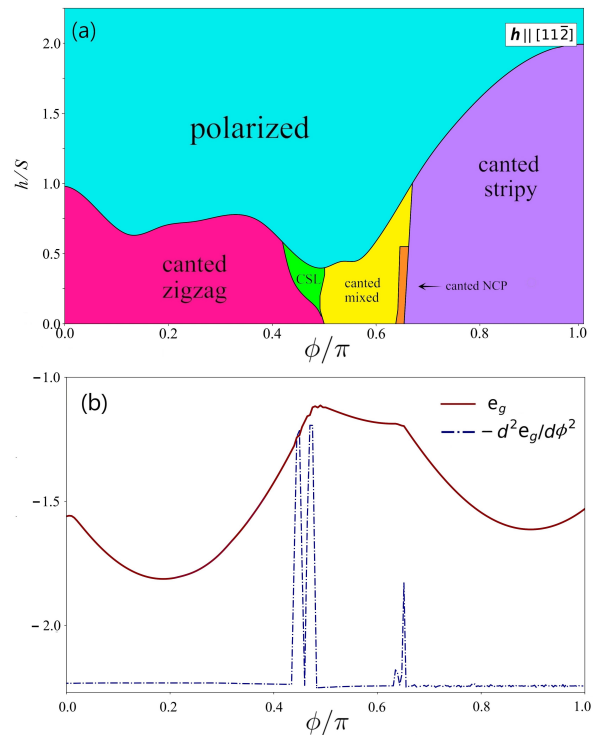 (a)
h || [112̄]
2.0
1.5
1.0
0.5
0.0
h/S
polarized
canted
stripy
canted
zigzag
CSL
canted
mixed
canted NCP
0.0 0.2 0.4 0.6 0.8 1.0
ϕ/π
(b)
e_g
−d²e_g/dϕ²
−1.0
−1.5
−2.0
0.0 0.2 0.4 0.6 0.8 1.0
ϕ/π